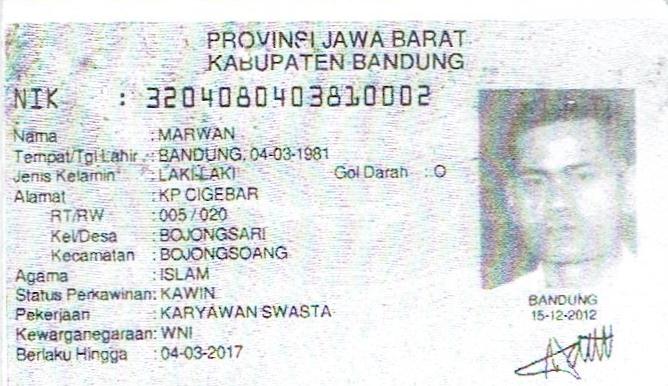 PROVINSI JAWA BARAT
KABUPATEN BANDUNG
NIK : 3204080403810002
Nama : MARWAN
Tempat/Tgl Lahir : BANDUNG, 04-03-1981
Jenis Kelamin : LAKI-LAKI Gol Darah : O
Alamat : KP CIGEBAR
RT/RW : 005 / 020
Kel/Desa : BOJONGSARI
Kecamatan : BOJONGSOANG
Agama : ISLAM
Status Perkawinan: KAWIN
Pekerjaan : KARYAWAN SWASTA
Kewarganegaraan: WNI
Berlaku Hingga : 04-03-2017
BANDUNG
15-12-2012